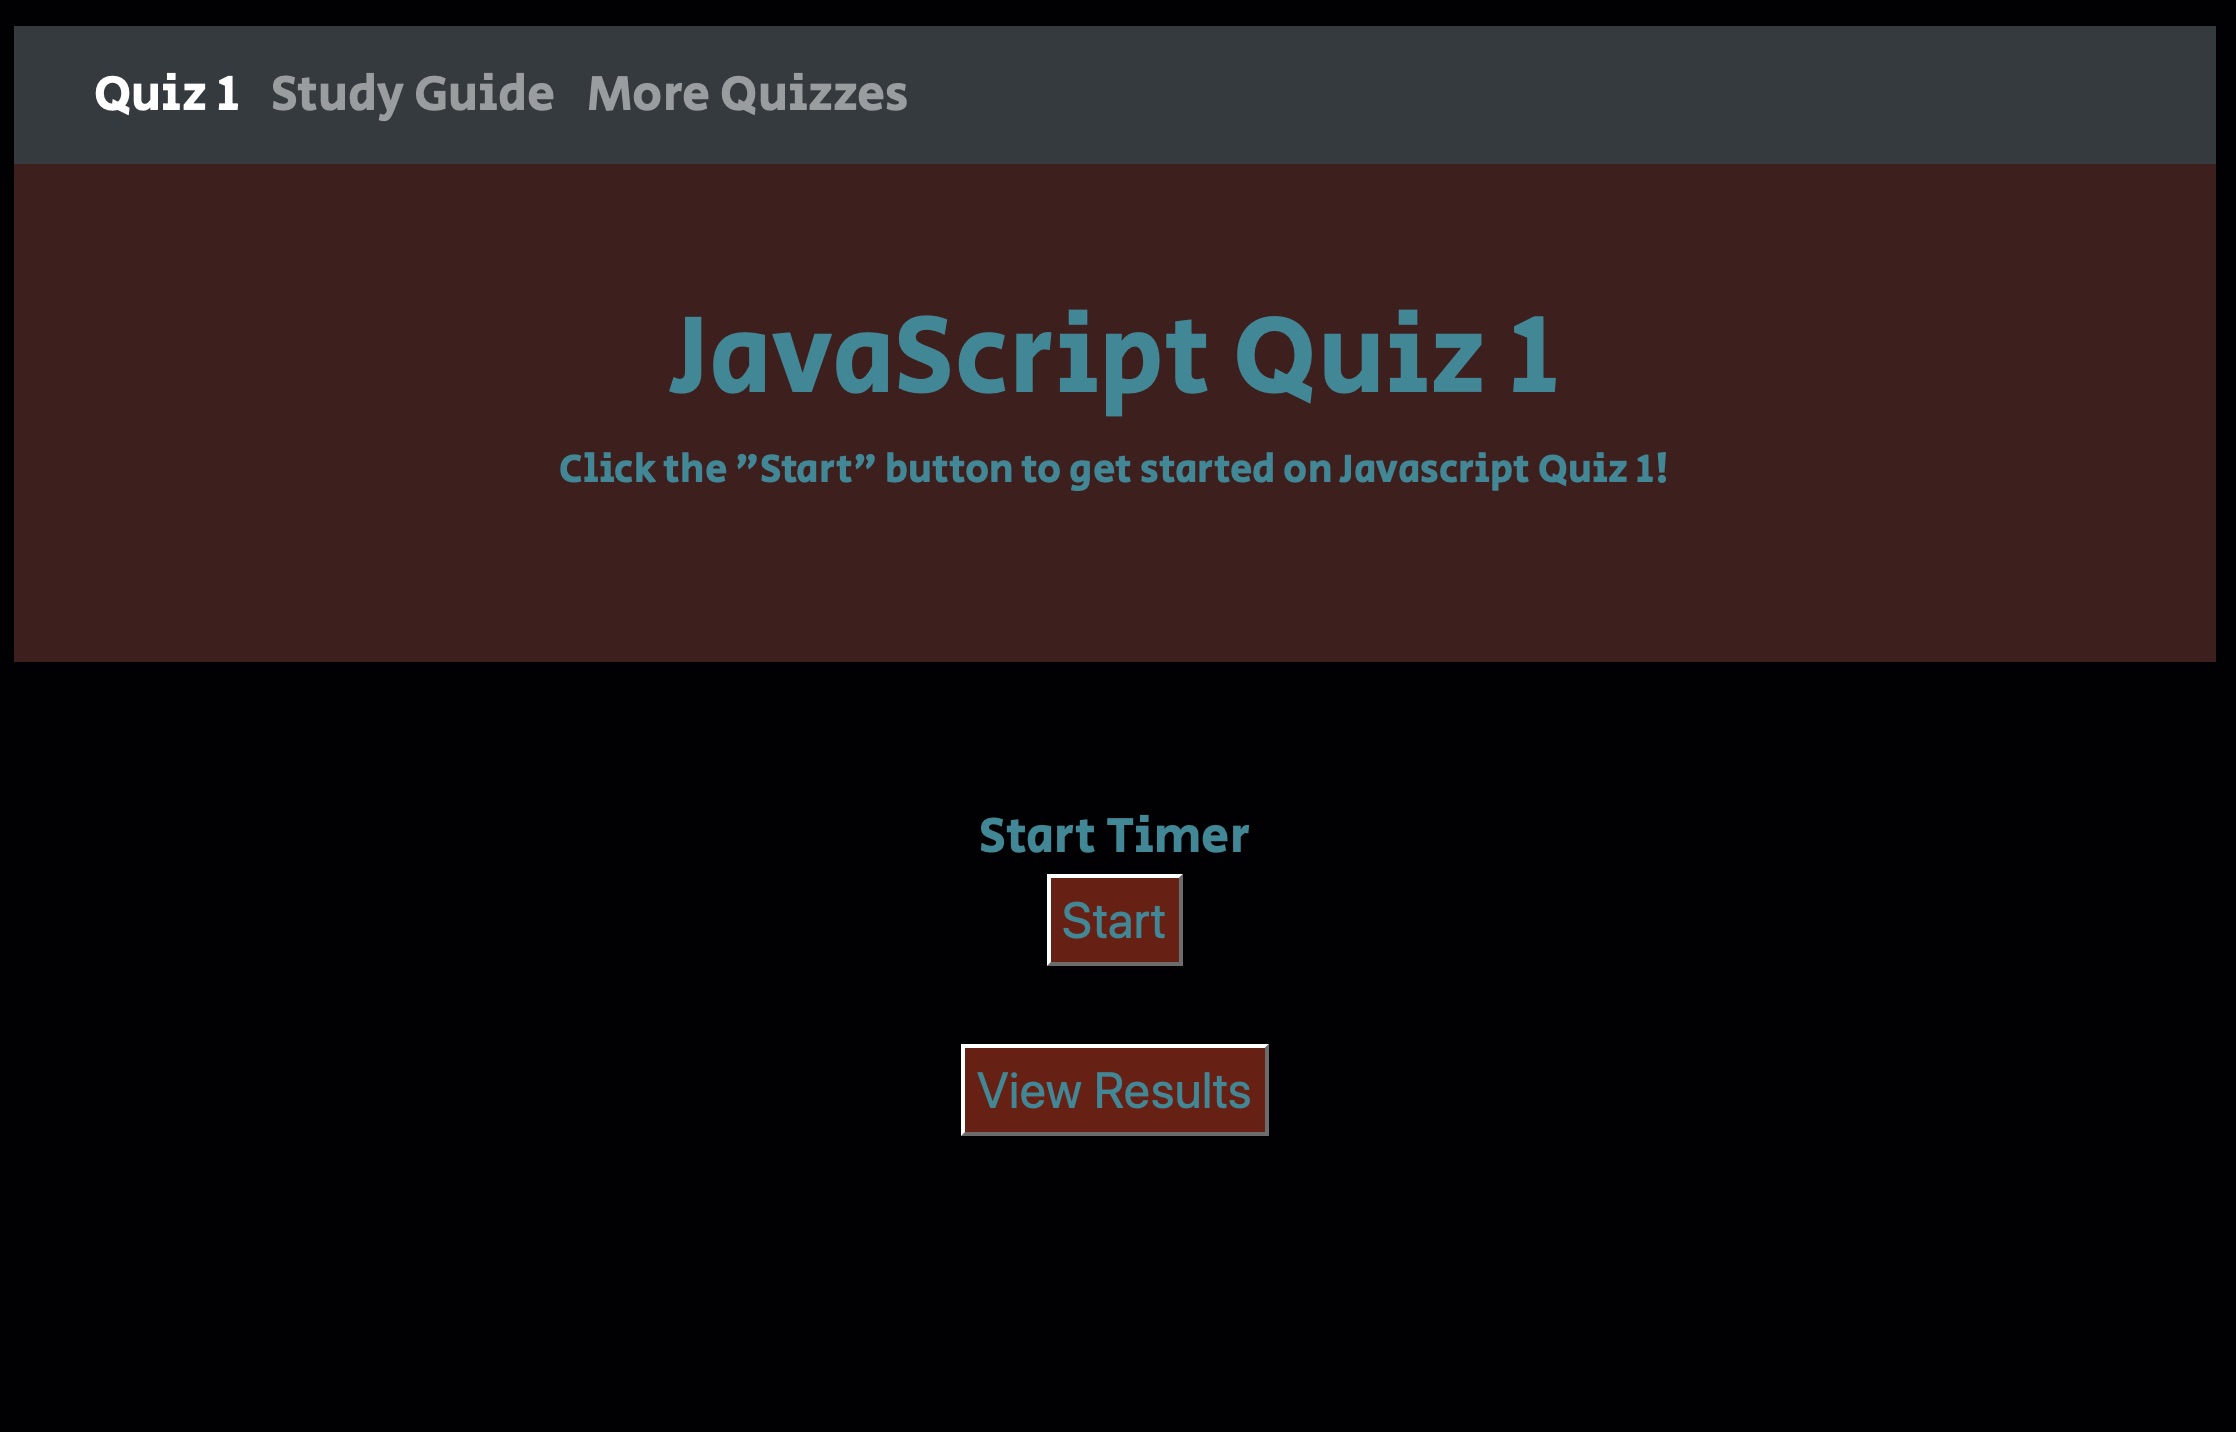 Quiz 1 Study Guide More Quizzes
JavaScript Quiz 1
Click the ”Start” button to get started on Javascript Quiz 1!
Start Timer
Start
View Results